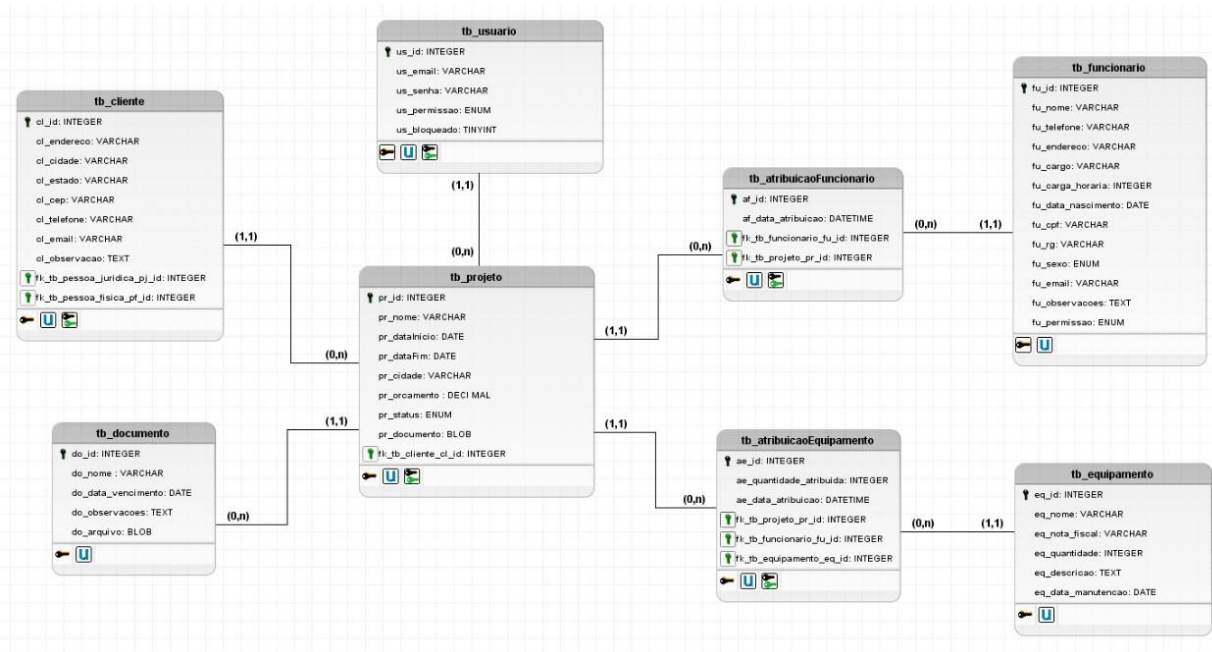 tb_usuario
us_id: INTEGER
us_email: VARCHAR
us_senha: VARCHAR
us_permissao: ENUM
us_bloqueado: TINYINT
U
(1,1)
(0,n)
tb_cliente
cl_id: INTEGER
cl_endereco: VARCHAR
cl_cidade: VARCHAR
cl_estado: VARCHAR
cl_cep: VARCHAR
cl_telefone: VARCHAR
cl_email: VARCHAR
cl_observacao: TEXT
fk_tb_pessoa_juridica_pj_id: INTEGER
fk_tb_pessoa_fisica_pf_id: INTEGER
U
(1,1)
(0,n)
tb_projeto
pr_id: INTEGER
pr_nome: VARCHAR
pr_dataInicio: DATE
pr_dataFim: DATE
pr_cidade: VARCHAR
pr_orcamento : DECI MAL
pr_status: ENUM
pr_documento: BLOB
fk_tb_cliente_cl_id: INTEGER
U
(1,1)
(0,n)
tb_documento
do_id: INTEGER
do_nome : VARCHAR
do_data_vencimento: DATE
do_observacoes: TEXT
do_arquivo: BLOB
U
(0,n)
(1,1)
tb_atribuicaoFuncionario
af_id: INTEGER
af_data_atribuicao: DATETIME
fk_tb_funcionario_fu_id: INTEGER
fk_tb_projeto_pr_id: INTEGER
U
(0,n)
(1,1)
tb_funcionario
fu_id: INTEGER
fu_nome: VARCHAR
fu_telefone: VARCHAR
fu_endereco: VARCHAR
fu_cargo: VARCHAR
fu_carga_horaria: INTEGER
fu_data_nascimento: DATE
fu_cpf: VARCHAR
fu_rg: VARCHAR
fu_sexo: ENUM
fu_email: VARCHAR
fu_observacoes: TEXT
fu_permissao: ENUM
U
(1,1)
(0,n)
tb_atribuicaoEquipamento
ae_id: INTEGER
ae_quantidade_atribuida: INTEGER
ae_data_atribuicao: DATETIME
fk_tb_projeto_pr_id: INTEGER
fk_tb_funcionario_fu_id: INTEGER
fk_tb_equipamento_eq_id: INTEGER
U
(0,n)
(1,1)
tb_equipamento
eq_id: INTEGER
eq_nome: VARCHAR
eq_nota_fiscal: VARCHAR
eq_quantidade: INTEGER
eq_descricao: TEXT
eq_data_manutencao: DATE
U